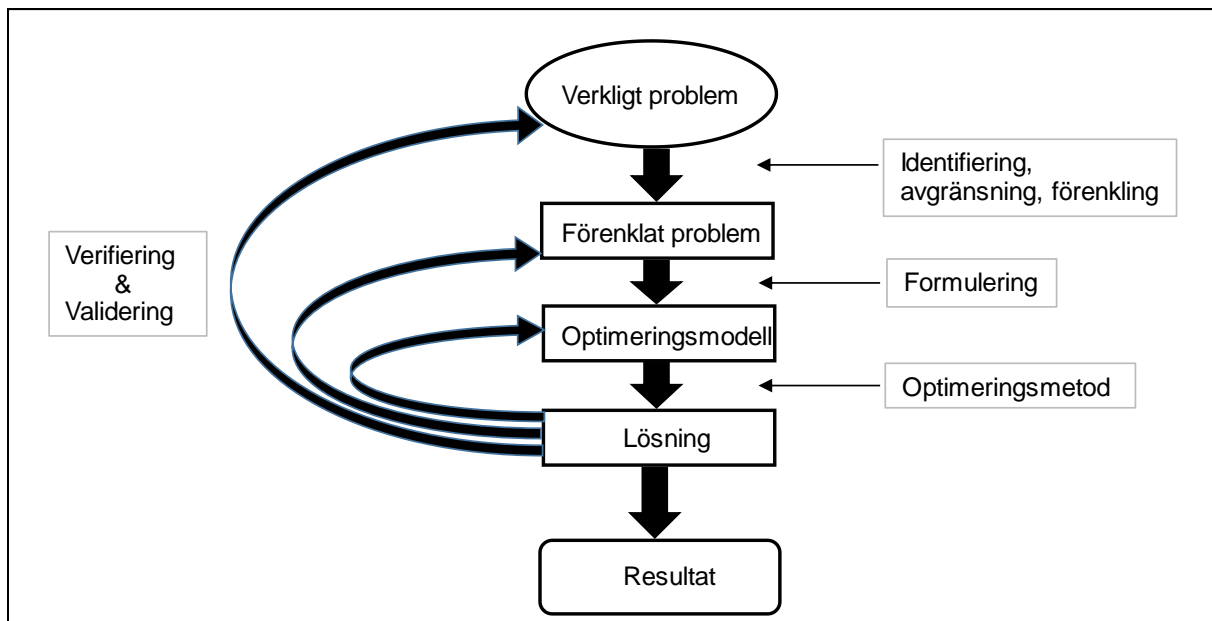 Verkligt problem
Identifiering,
avgränsning, förenkling
Förenklat problem
Verifiering
&
Validering
Formulering
Optimeringsmodell
Optimeringsmetod
Lösning
Resultat